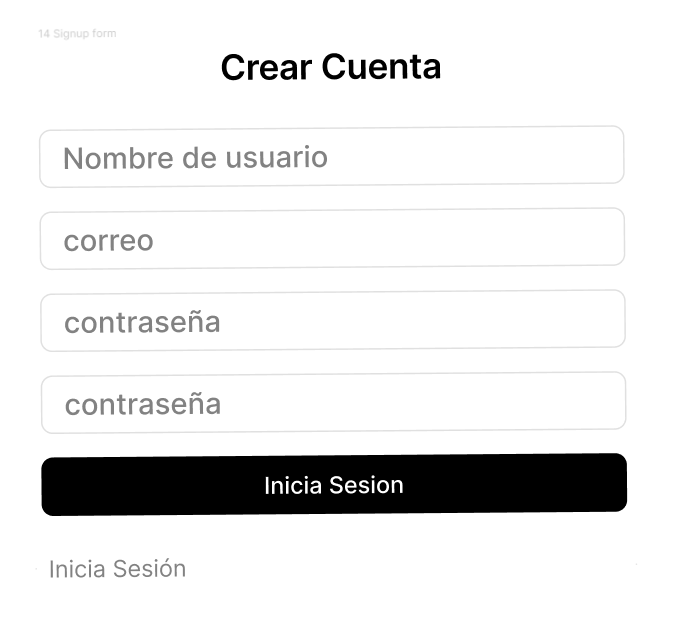 14 Signup form
Crear Cuenta
Nombre de usuario
correo
contraseña
contraseña
Inicia Sesion
Inicia Sesión